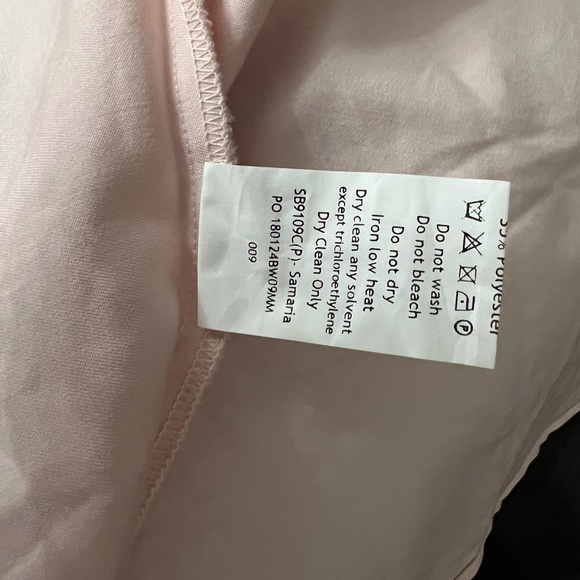 Polyester
Do not wash
Do not bleach
Do not dry
Iron low heat
Dry clean any solvent
except trichloroethylene
Dry Clean Only
SB9109C(P)- Samaria
PO 180124BW09MM
009